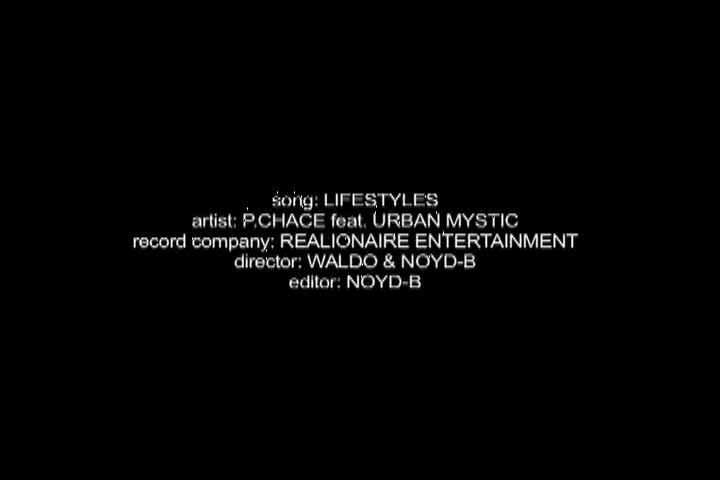 song: LIFESTYLES
artist: P.CHACE feat. URBAN MYSTIC
record company: REALIONAIRE ENTERTAINMENT
director: WALDO & NOYD-B
editor: NOYD-B